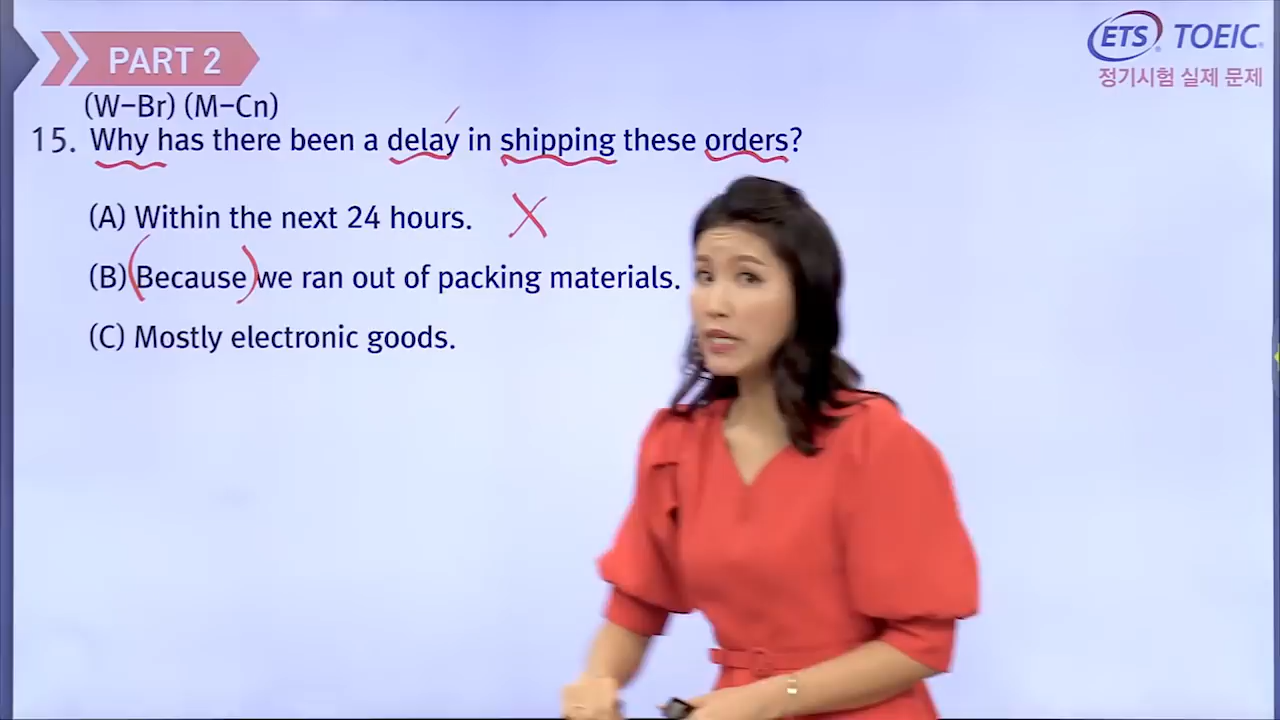 PART 2
ETS TOEIC
정기시험 실제 문제
(W-Br) (M-Cn)
15. Why has there been a delay in shipping these orders?
(A) Within the next 24 hours. X
(B) Because we ran out of packing materials.
(C) Mostly electronic goods.